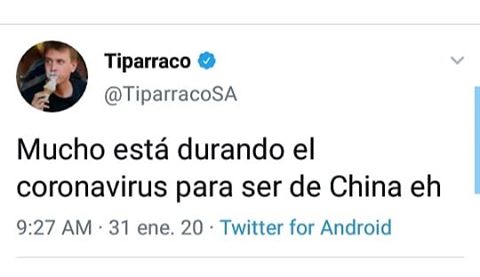 Tiparraco
@TiparracoSA
Mucho está durando el
coronavirus para ser de China eh
9:27 AM · 31 ene. 20 · Twitter for Android